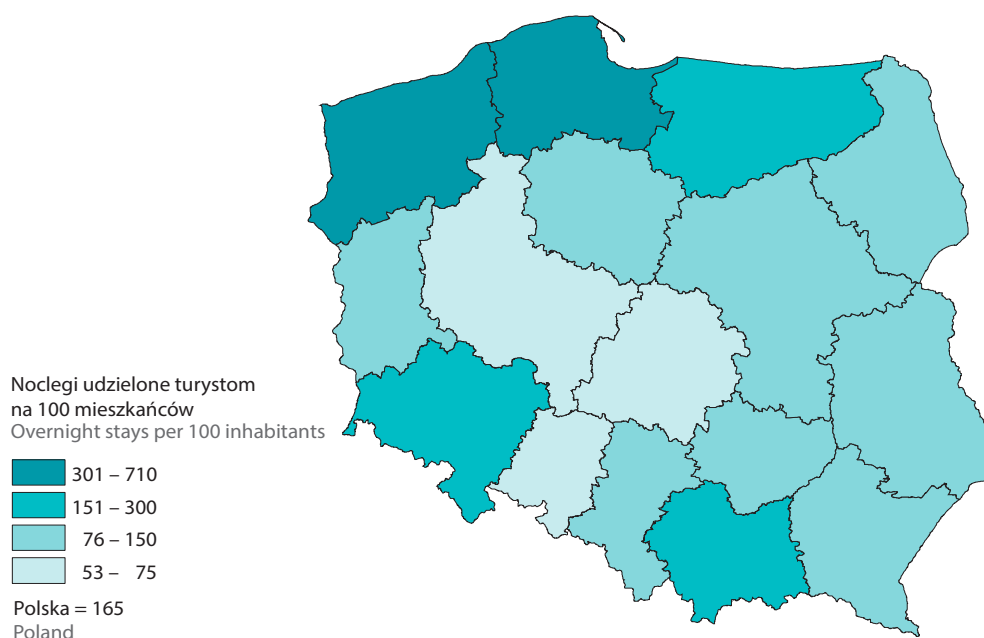 Noclegi udzielone turystom
na 100 mieszkańców
Overnight stays per 100 inhabitants
301 – 710
151 – 300
76 – 150
53 – 75
Polska = 165
Poland